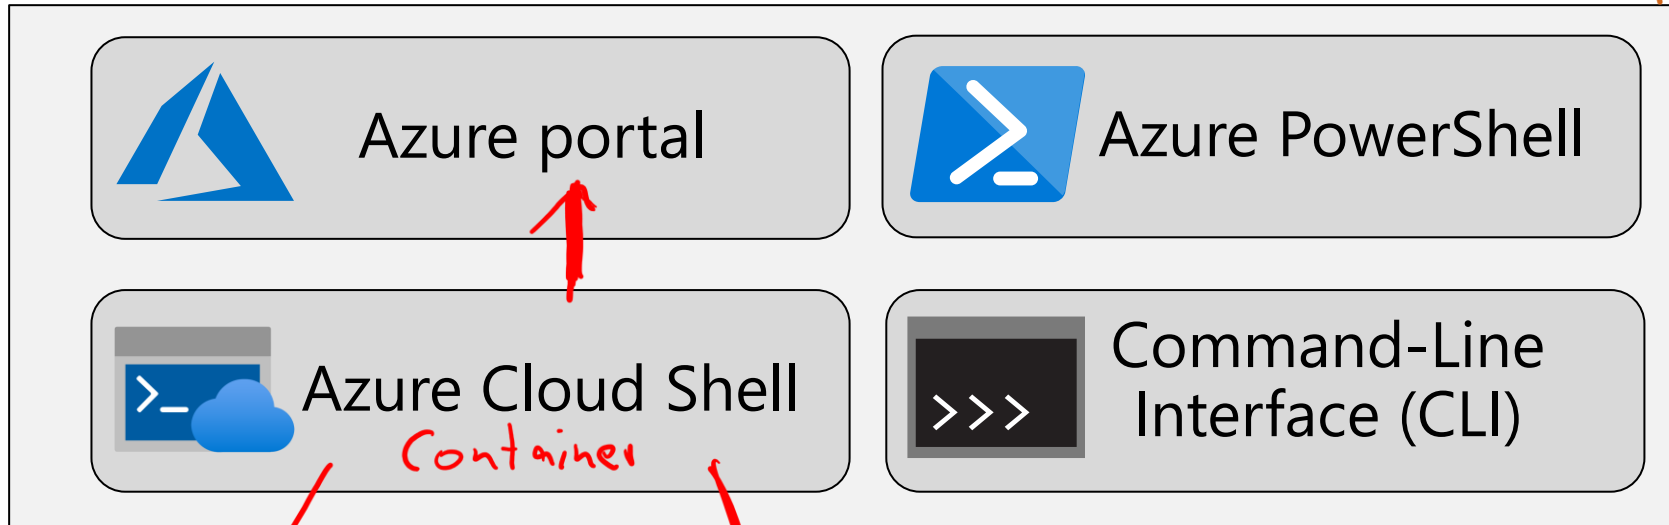 Azure portal
Azure PowerShell
Azure Cloud Shell
Container
>_
Command-Line
Interface (CLI)
>>>